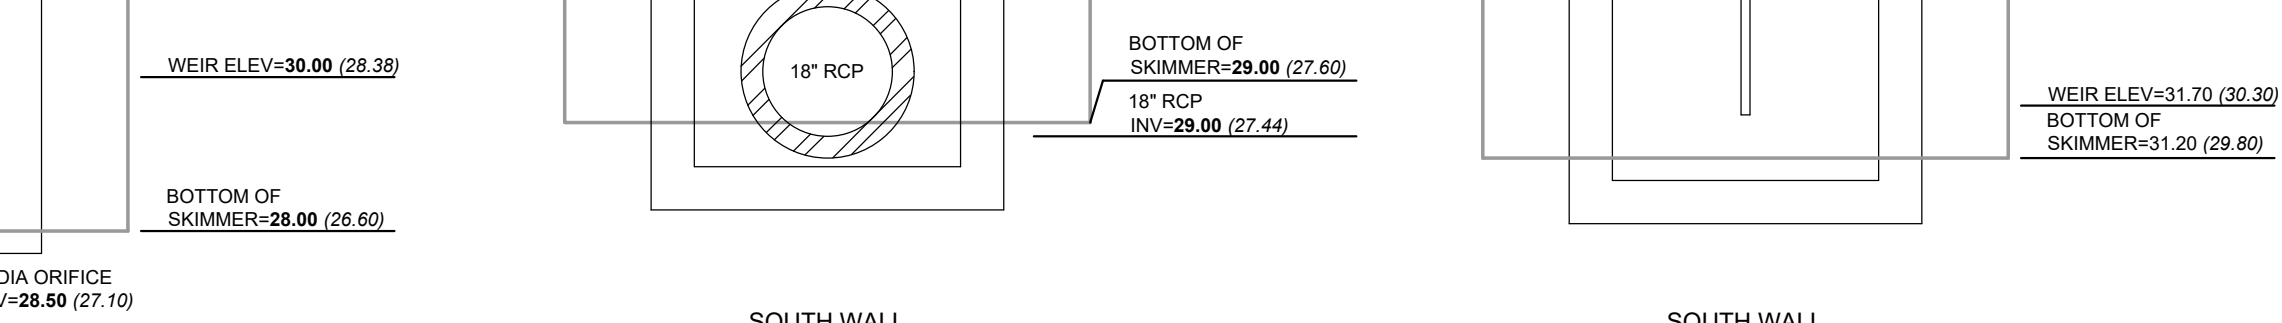 WEIR ELEV=30.00 (28.38)
BOTTOM OF
SKIMMER=28.00 (26.60)
DIA ORIFICE
V=28.50 (27.10)
18" RCP
BOTTOM OF
SKIMMER=29.00 (27.60)
18" RCP
INV=29.00 (27.44)
SOUTH WALL
WEIR ELEV=31.70 (30.30)
BOTTOM OF
SKIMMER=31.20 (29.80)
SOUTH WALL